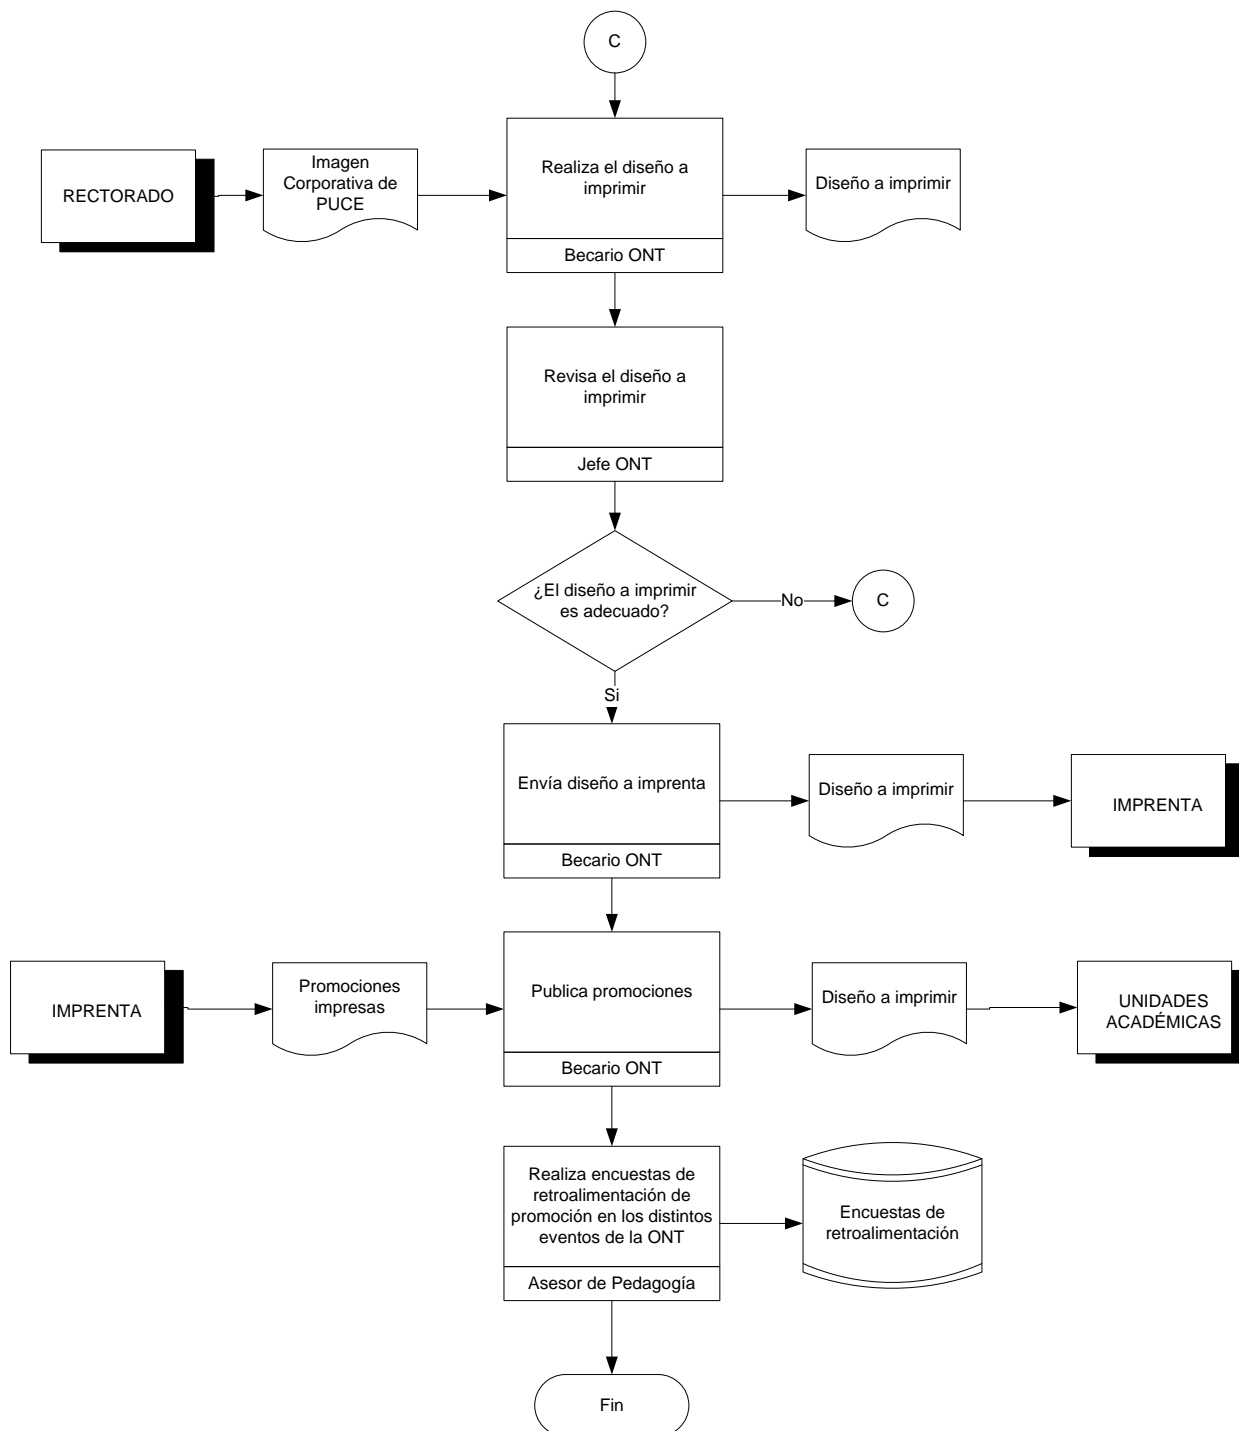 C
RECTORADO
Imagen
Corporativa de
PUCE
Realiza el diseño a
imprimir
Becario ONT
Diseño a imprimir
Revisa el diseño a
imprimir
Jefe ONT
¿El diseño a imprimir
es adecuado?
No
C
Si
Envía diseño a imprenta
Becario ONT
Diseño a imprimir
IMPRENTA
IMPRENTA
Promociones
impresas
Publica promociones
Becario ONT
Diseño a imprimir
UNIDADES
ACADÉMICAS
Realiza encuestas de
retroalimentación de
promoción en los distintos
eventos de la ONT
Asesor de Pedagogía
Encuestas de
retroalimentación
Fin